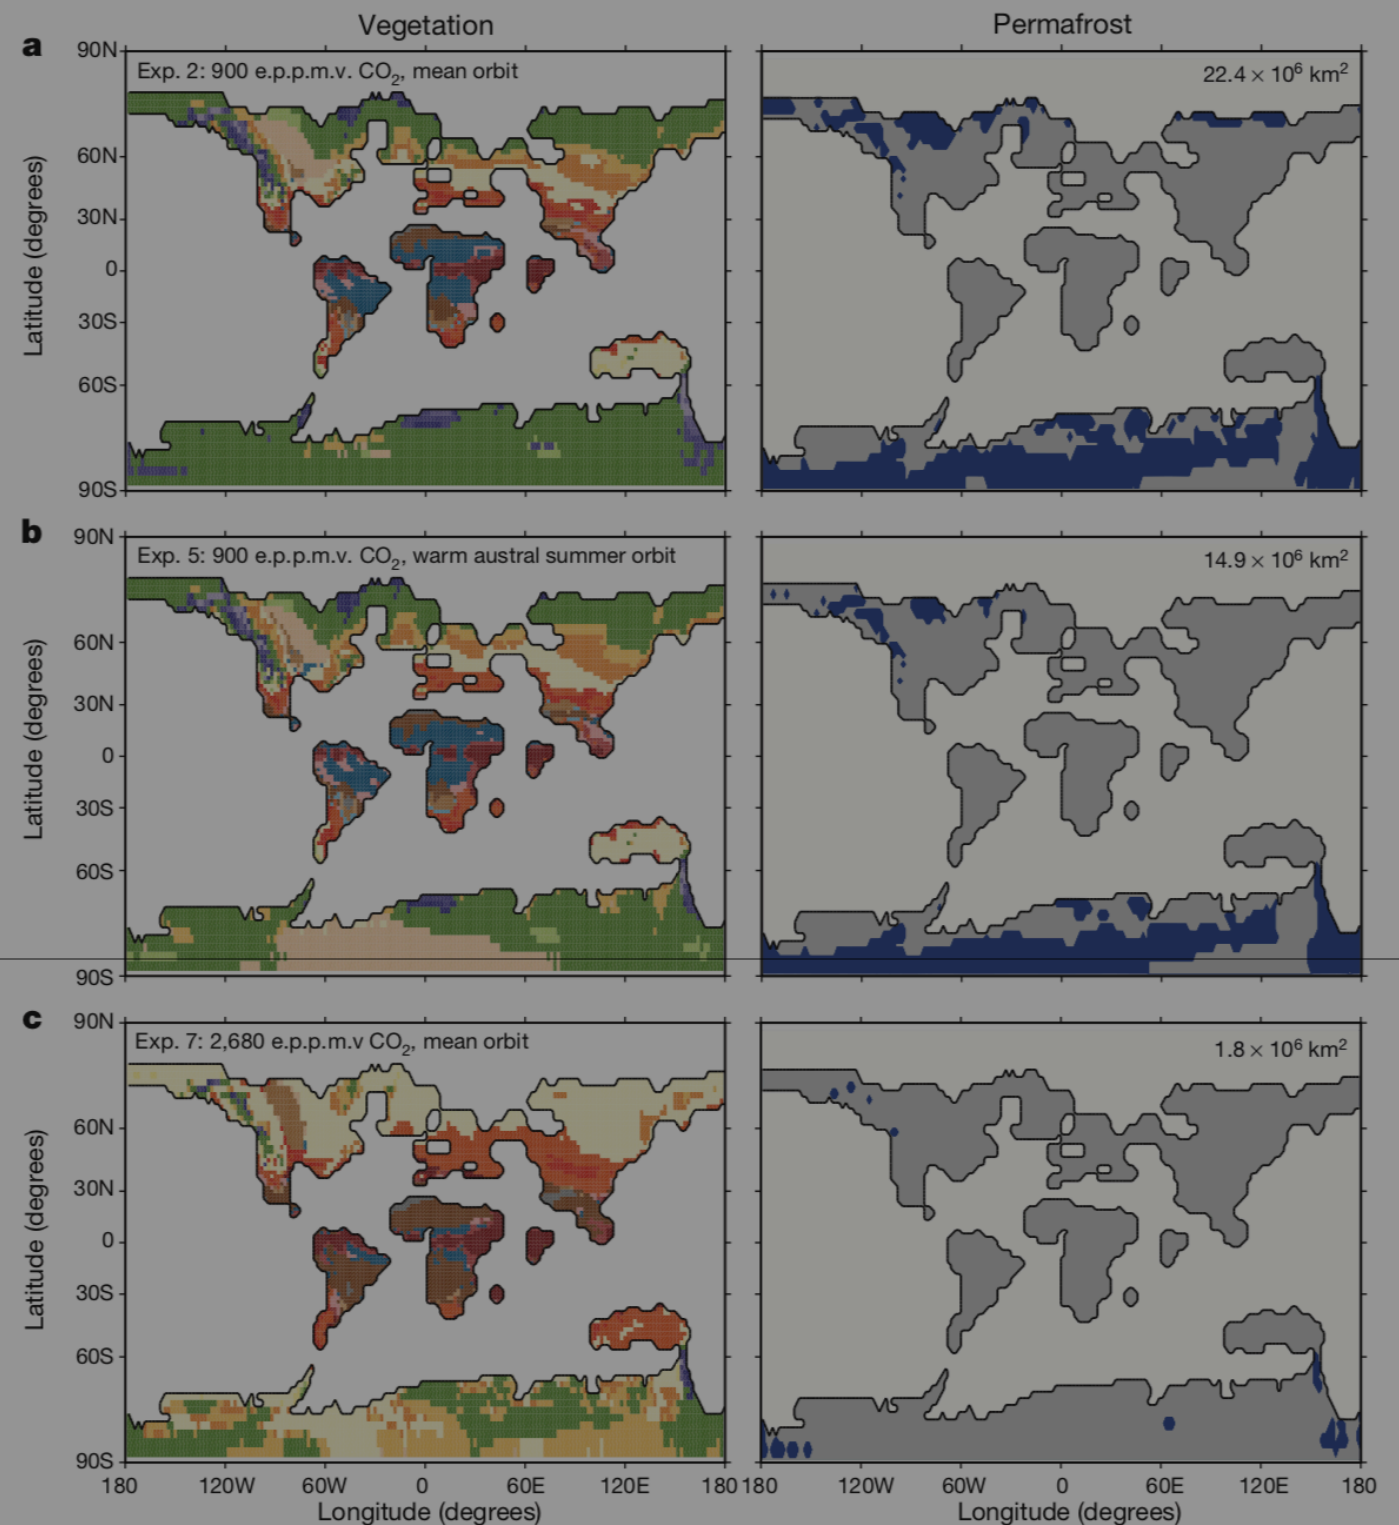 Vegetation
Permafrost
a
Exp. 2: 900 e.p.p.m.v. CO₂, mean orbit
22.4 × 10⁶ km²
Latitude (degrees)
90N
60N
30N
0
30S
60S
90S
b
Exp. 5: 900 e.p.p.m.v. CO₂, warm austral summer orbit
14.9 × 10⁶ km²
Latitude (degrees)
90N
60N
30N
0
30S
60S
90S
c
Exp. 7: 2,680 e.p.p.m.v CO₂, mean orbit
1.8 × 10⁶ km²
Latitude (degrees)
90N
60N
30N
0
30S
60S
90S
180 120W 60W 0 60E 120E 180
180 120W 60W 0 60E 120E 180
Longitude (degrees)
Longitude (degrees)